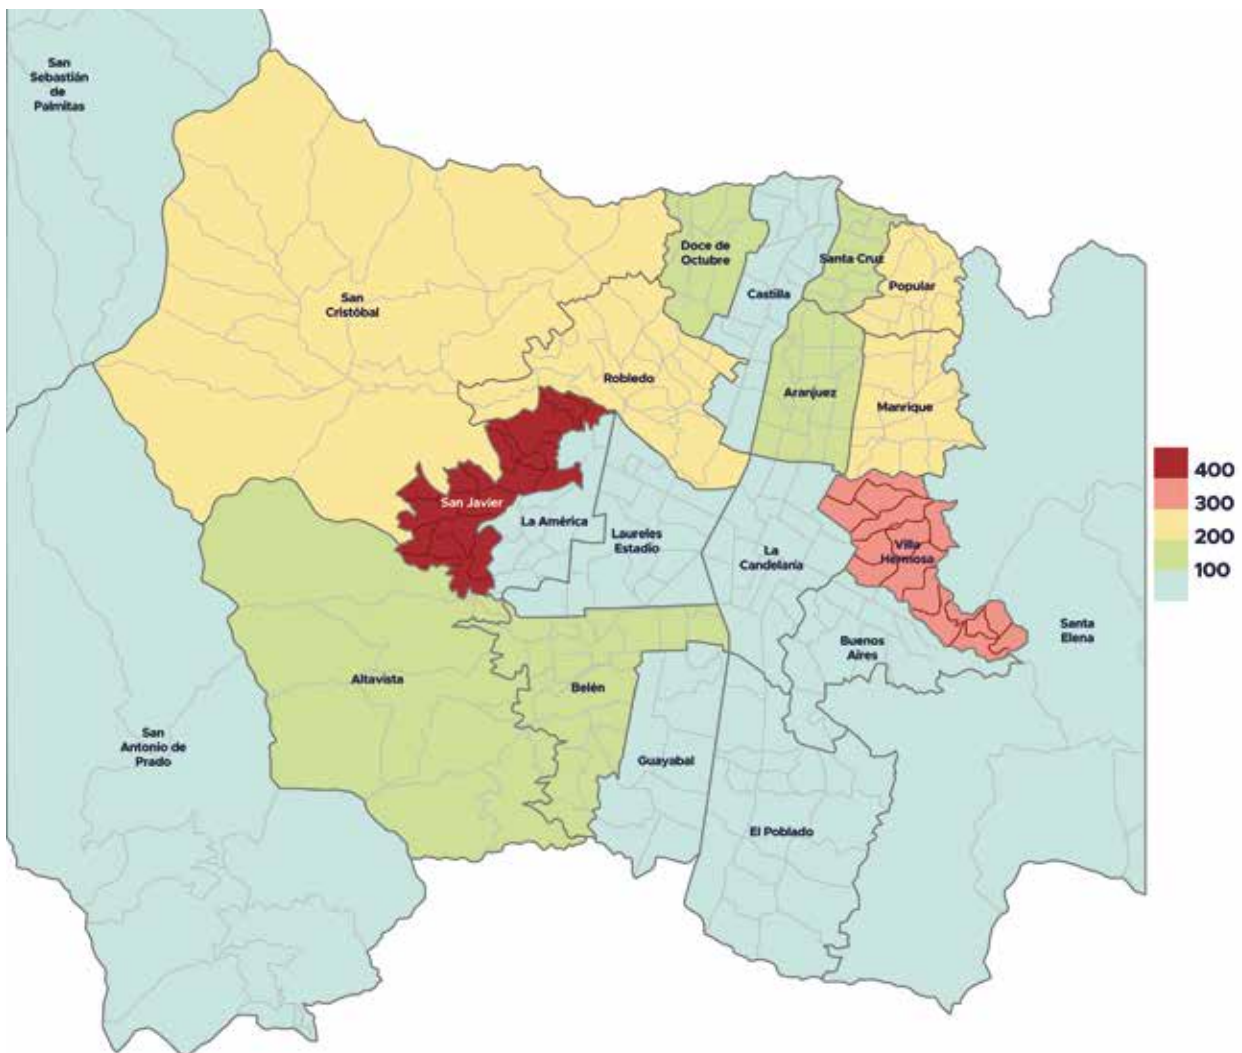 San
Sebastián
de
Palmitas
Doce de
Octubre
Santa Cruz
Popular
Castilla
San
Cristóbal
Robledo
Aranjuez
Manrique
400
San Javier
300
La América
Laureles
Estadio
200
La
Candelaria
Villa
Hermosa
100
Santa
Elena
Buenos
Aires
Altavista
Belén
San
Antonio de
Prado
Guayabal
El Poblado